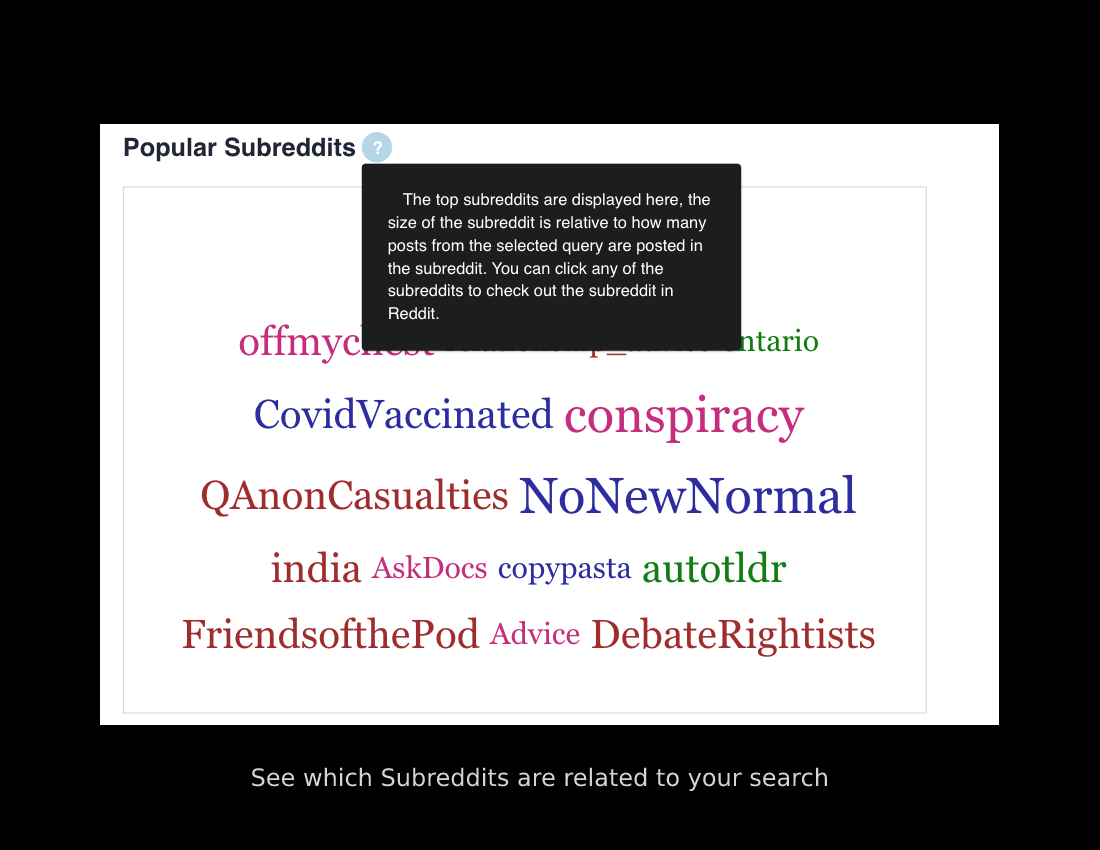 Popular Subreddits ?
The top subreddits are displayed here, the
size of the subreddit is relative to how many
posts from the selected query are posted in
the subreddit. You can click any of the
subreddits to check out the subreddit in
Reddit.
offmychest
CovidVaccinated conspiracy
QAnonCasualties NoNewNormal
india AskDocs copypasta autotldr
FriendsofthePod Advice DebateRightists
See which Subreddits are related to your search